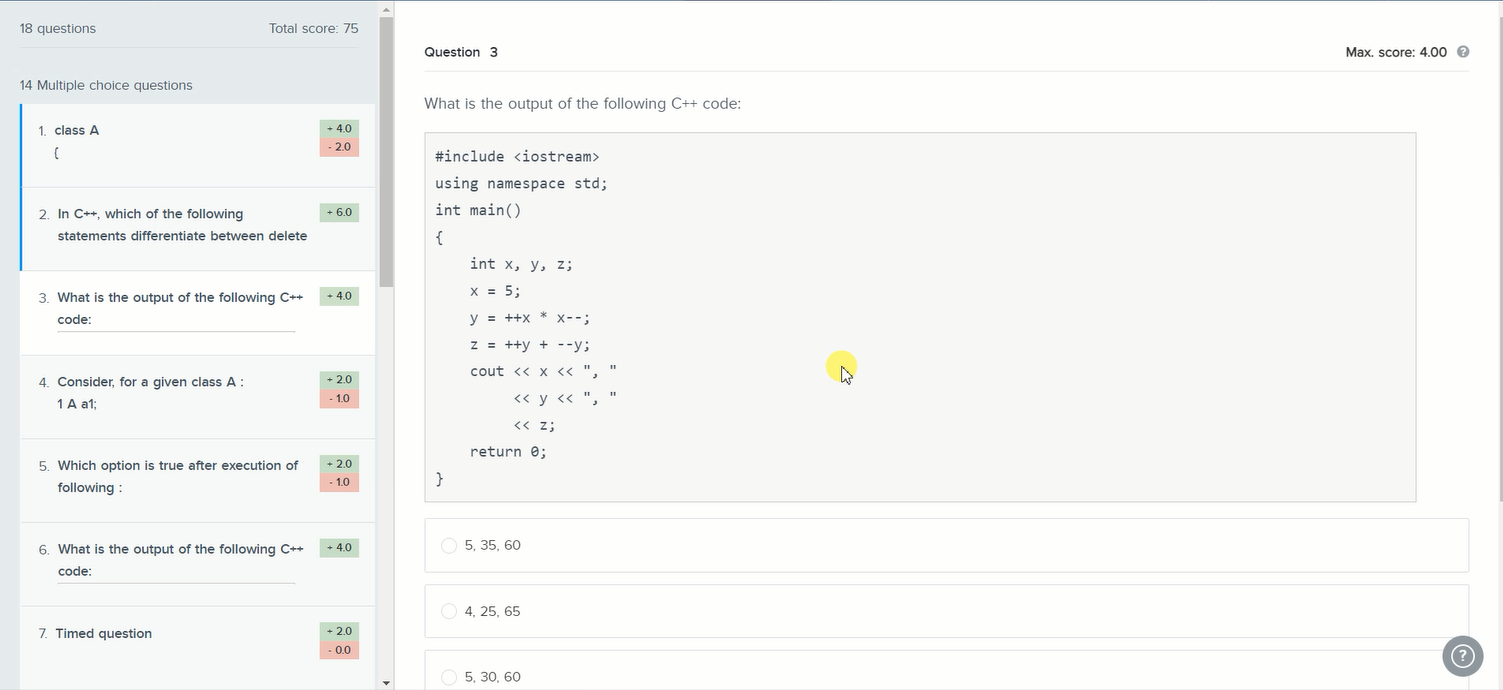 18 questions
Total score: 75
14 Multiple choice questions
1. class A
{
+ 4.0
- 2.0
2. In C++, which of the following
statements differentiate between delete
+ 6.0
3. What is the output of the following C++
code:
+ 4.0
4. Consider, for a given class A :
1 A a1;
+ 2.0
- 1.0
5. Which option is true after execution of
following :
+ 2.0
- 1.0
6. What is the output of the following C++
code:
+ 4.0
7. Timed question
+ 2.0
- 0.0
Question 3
Max. score: 4.00 ?
What is the output of the following C++ code:
#include <iostream>
using namespace std;
int main()
{
    int x, y, z;
    x = 5;
    y = ++x * x--;
    z = ++y + --y;
    cout << x << ", "
         << y << ", "
         << z;
    return 0;
}
5, 35, 60
4, 25, 65
5, 30, 60
?